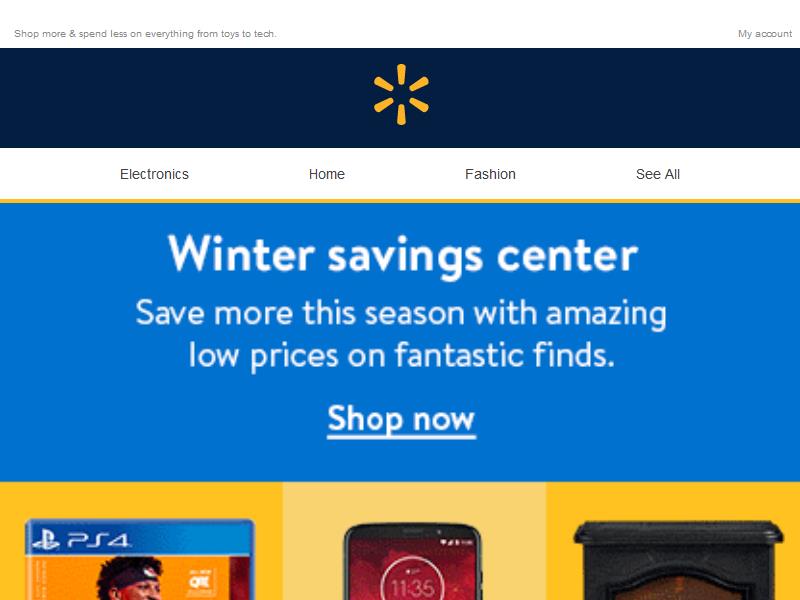 Shop more & spend less on everything from toys to tech.
My account
Electronics
Home
Fashion
See All
Winter savings center
Save more this season with amazing
low prices on fantastic finds.
Shop now
PS4
11:35